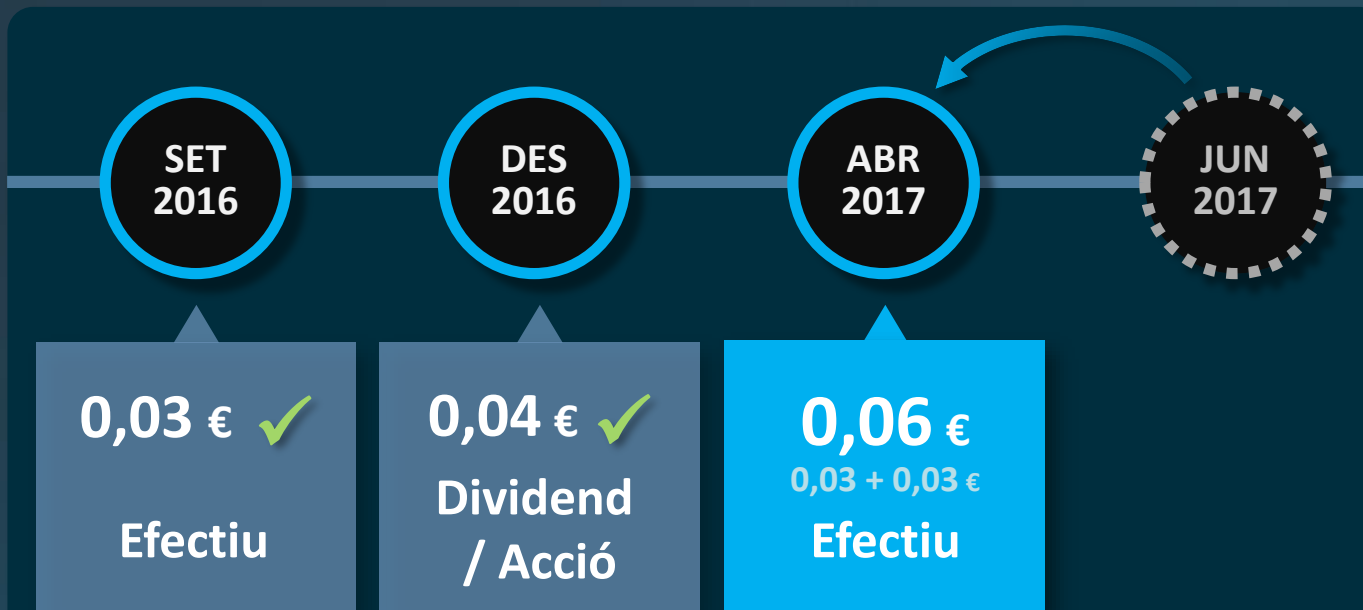 SET
2016
DES
2016
ABR
2017
JUN
2017
0,03 €
Efectiu
0,04 €
Dividend
/ Acció
0,06 €
0,03 + 0,03 €
Efectiu